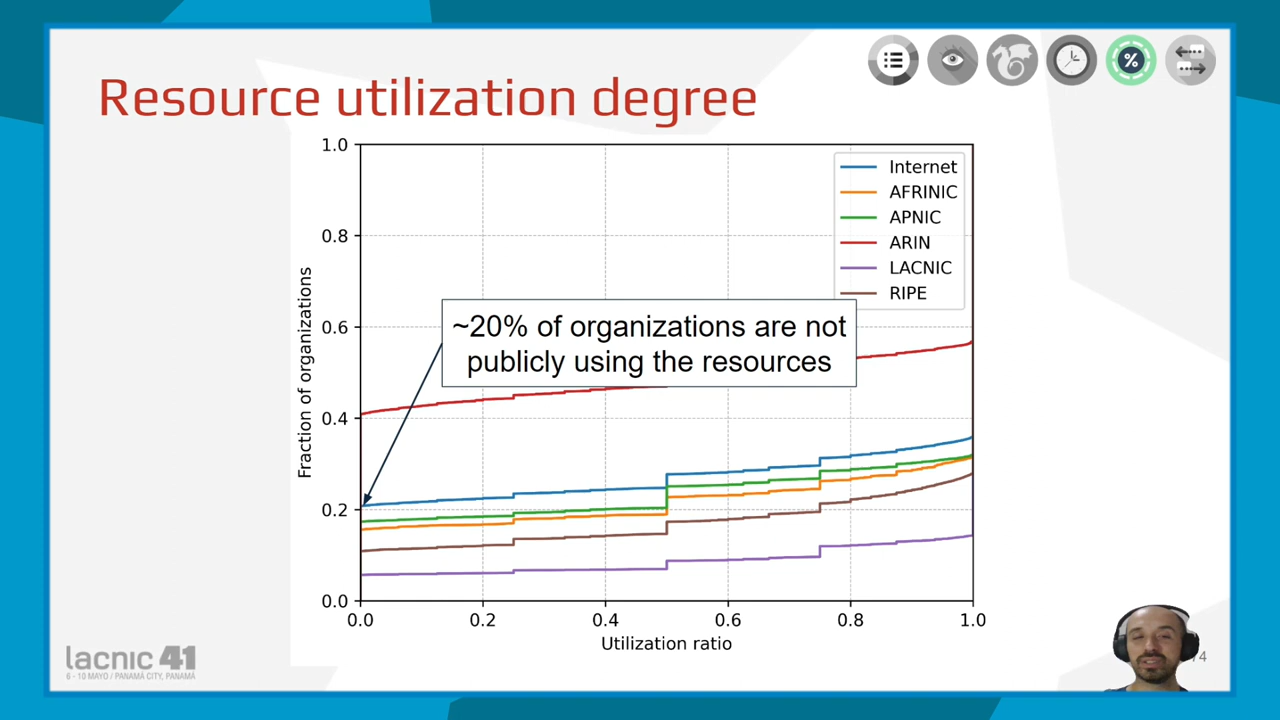 Resource utilization degree
%
1.0
0.8
0.6
0.4
0.2
0.0
Fraction of organizations
Internet
AFRINIC
APNIC
ARIN
LACNIC
RIPE
~20% of organizations are not
publicly using the resources
0.0 0.2 0.4 0.6 0.8 1.0
Utilization ratio
lacnic 41
6 - 10 MAYO / PANAMÁ CITY, PANAMÁ